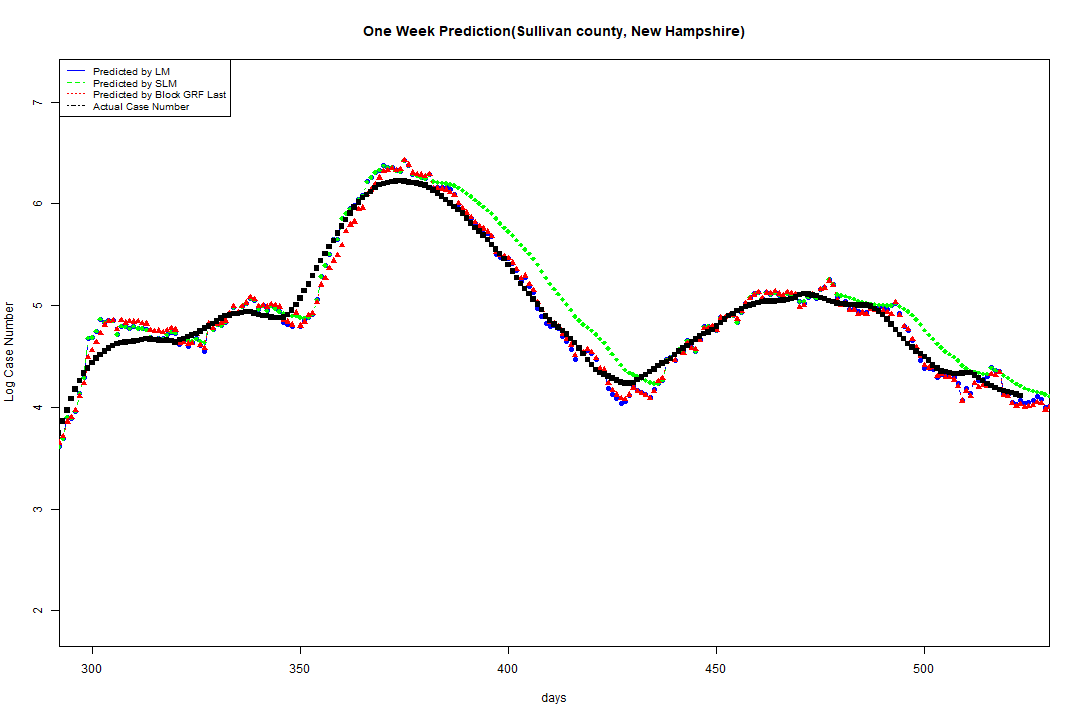 One Week Prediction(Sullivan county, New Hampshire)
Predicted by LM
Predicted by SLM
Predicted by Block GRF Last
Actual Case Number
7
6
5
4
3
2
Log Case Number
300 350 400 450 500
days